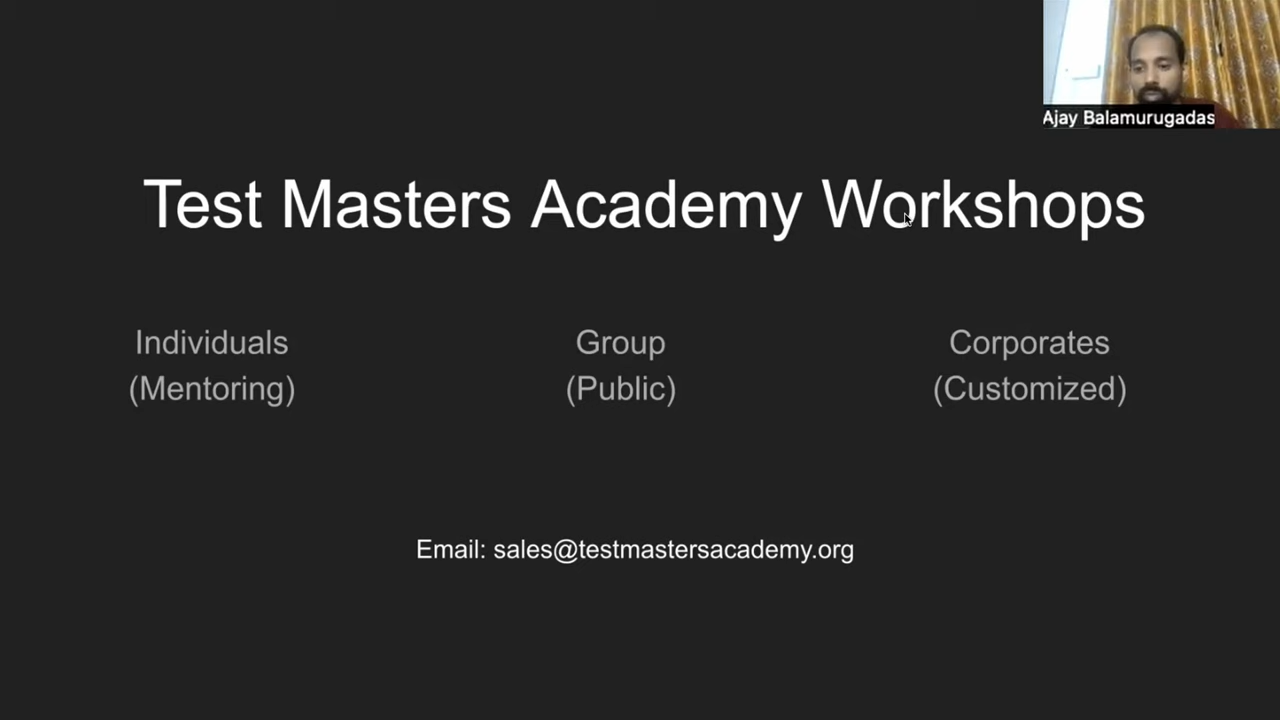 Ajay Balamurugadas
Test Masters Academy Workshops
Individuals
(Mentoring)
Group
(Public)
Corporates
(Customized)
Email: sales@testmastersacademy.org